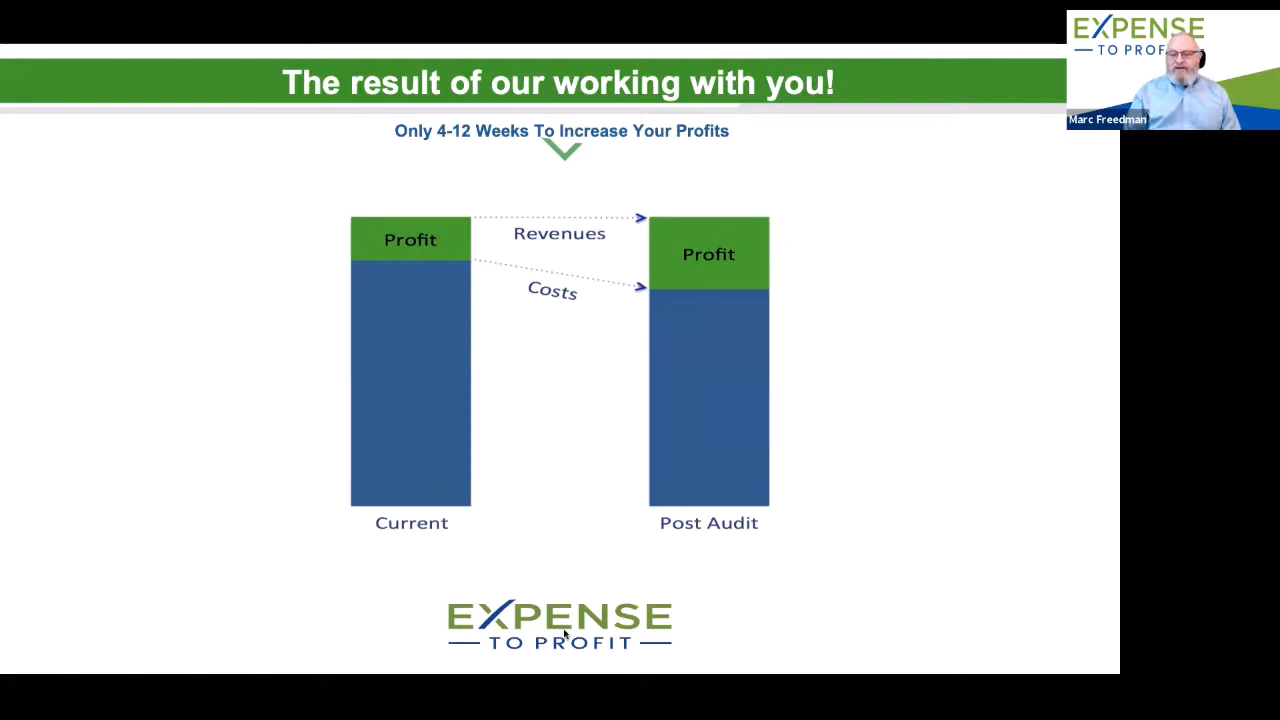 The result of our working with you!
Only 4-12 Weeks To Increase Your Profits
Profit
Revenues
Costs
Profit
Current
Post Audit
EXPENSE
TO PROFIT
EXPENSE
TO PROF
Marc Freedman